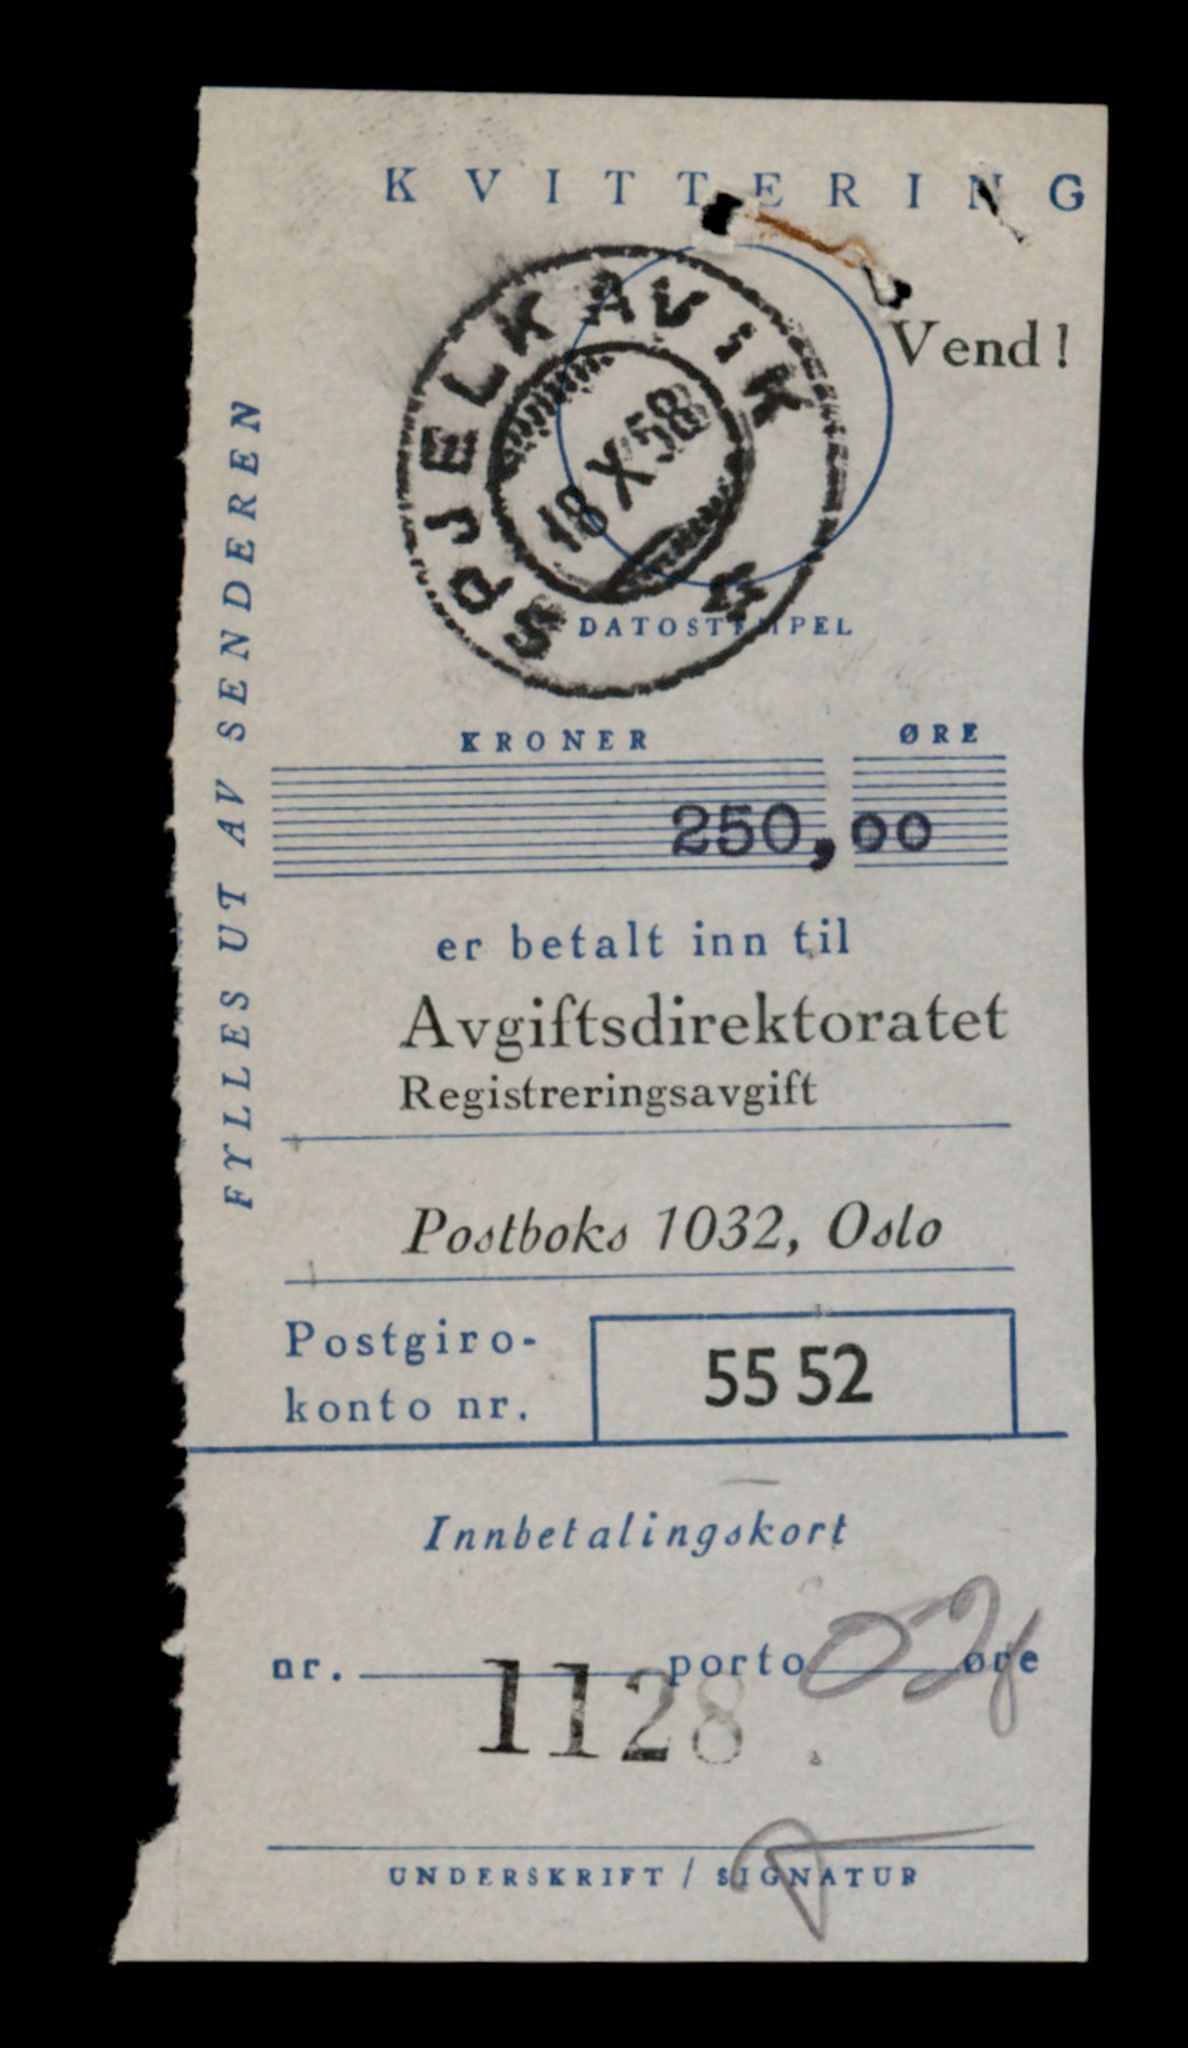 KVITTERING
Vend!
SPJELKAVIK
18 X 58
DATOSTEMPEL
FYLLES UT AV SENDEREN
KRONER ØRE
250,00
er betalt inn til
Avgiftsdirektoratet
Registreringsavgift
Postboks 1032, Oslo
Postgiro-
konto nr. 55 52
Innbetalingskort
nr. 1128 porto øre
UNDERSKRIFT / SIGNATUR